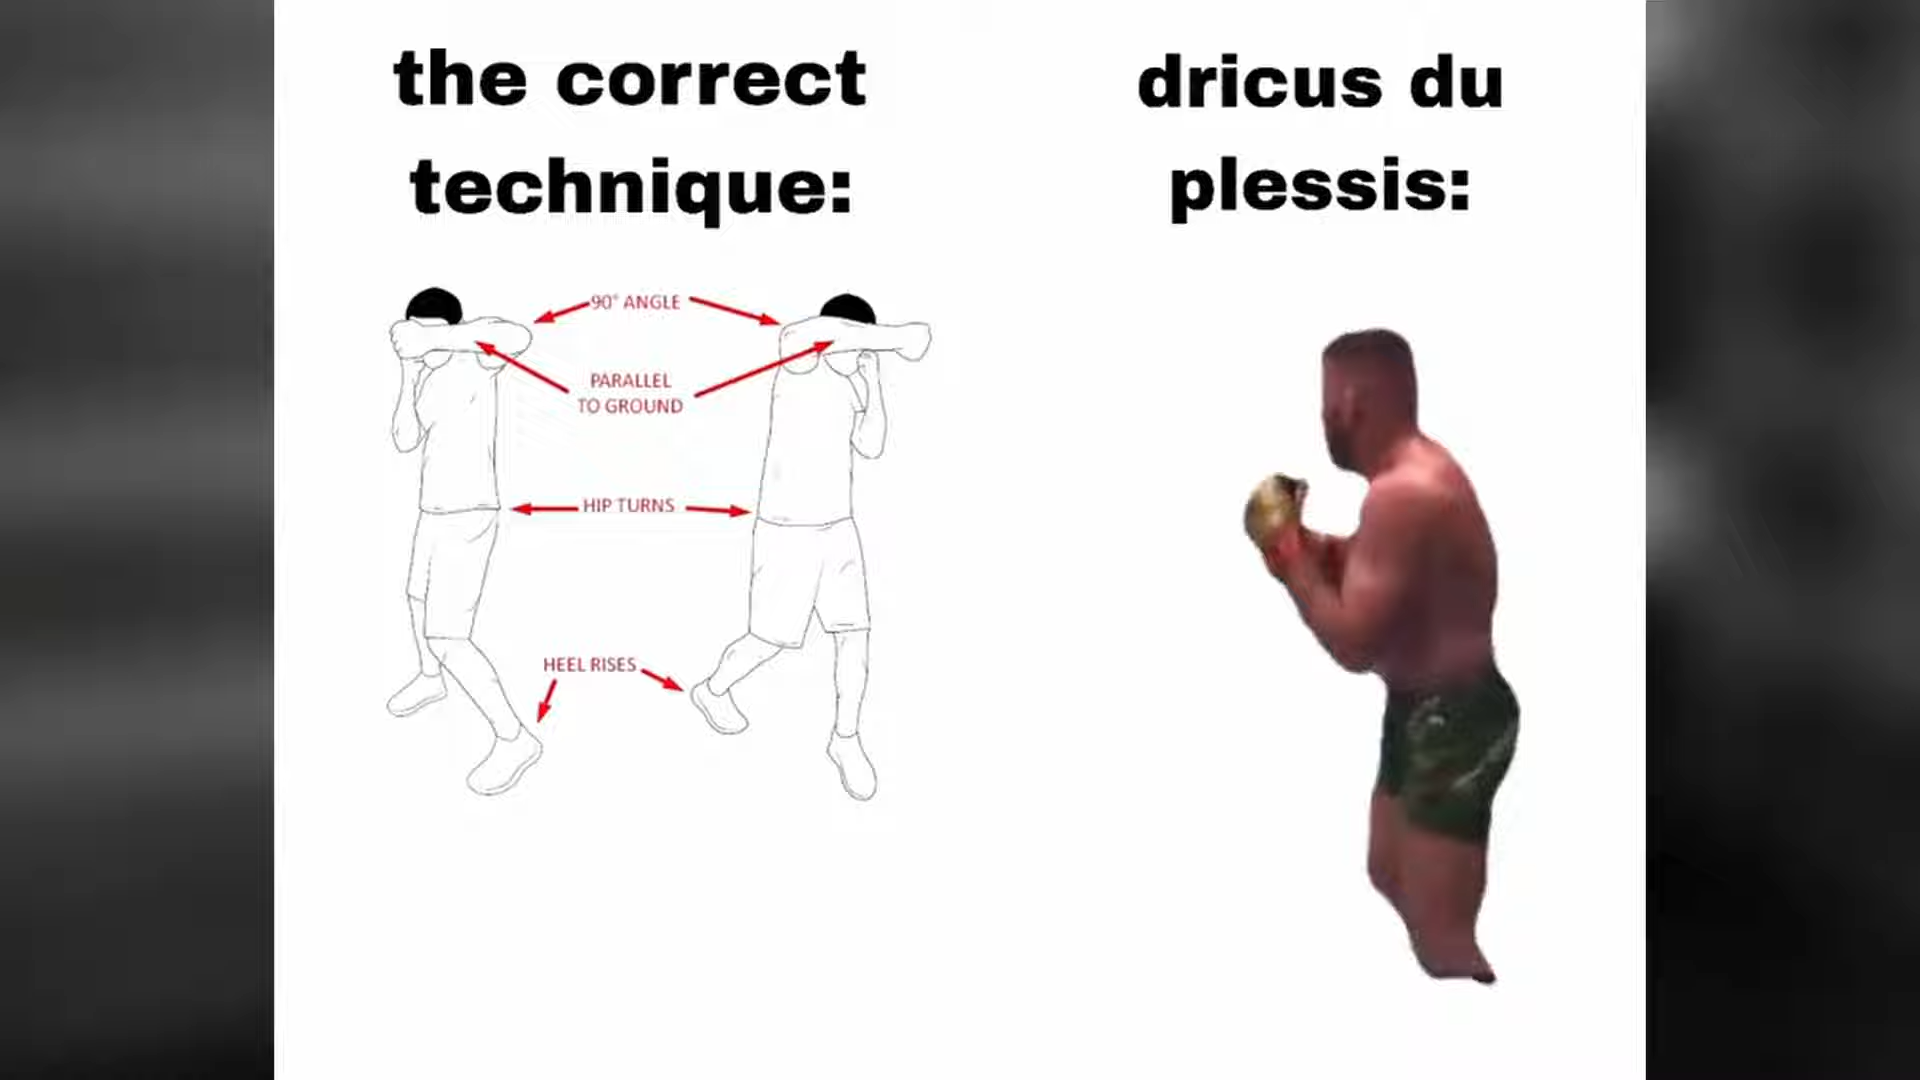 the correct
technique:
dricus du
plessis:
90° ANGLE
PARALLEL
TO GROUND
HIP TURNS
HEEL RISES